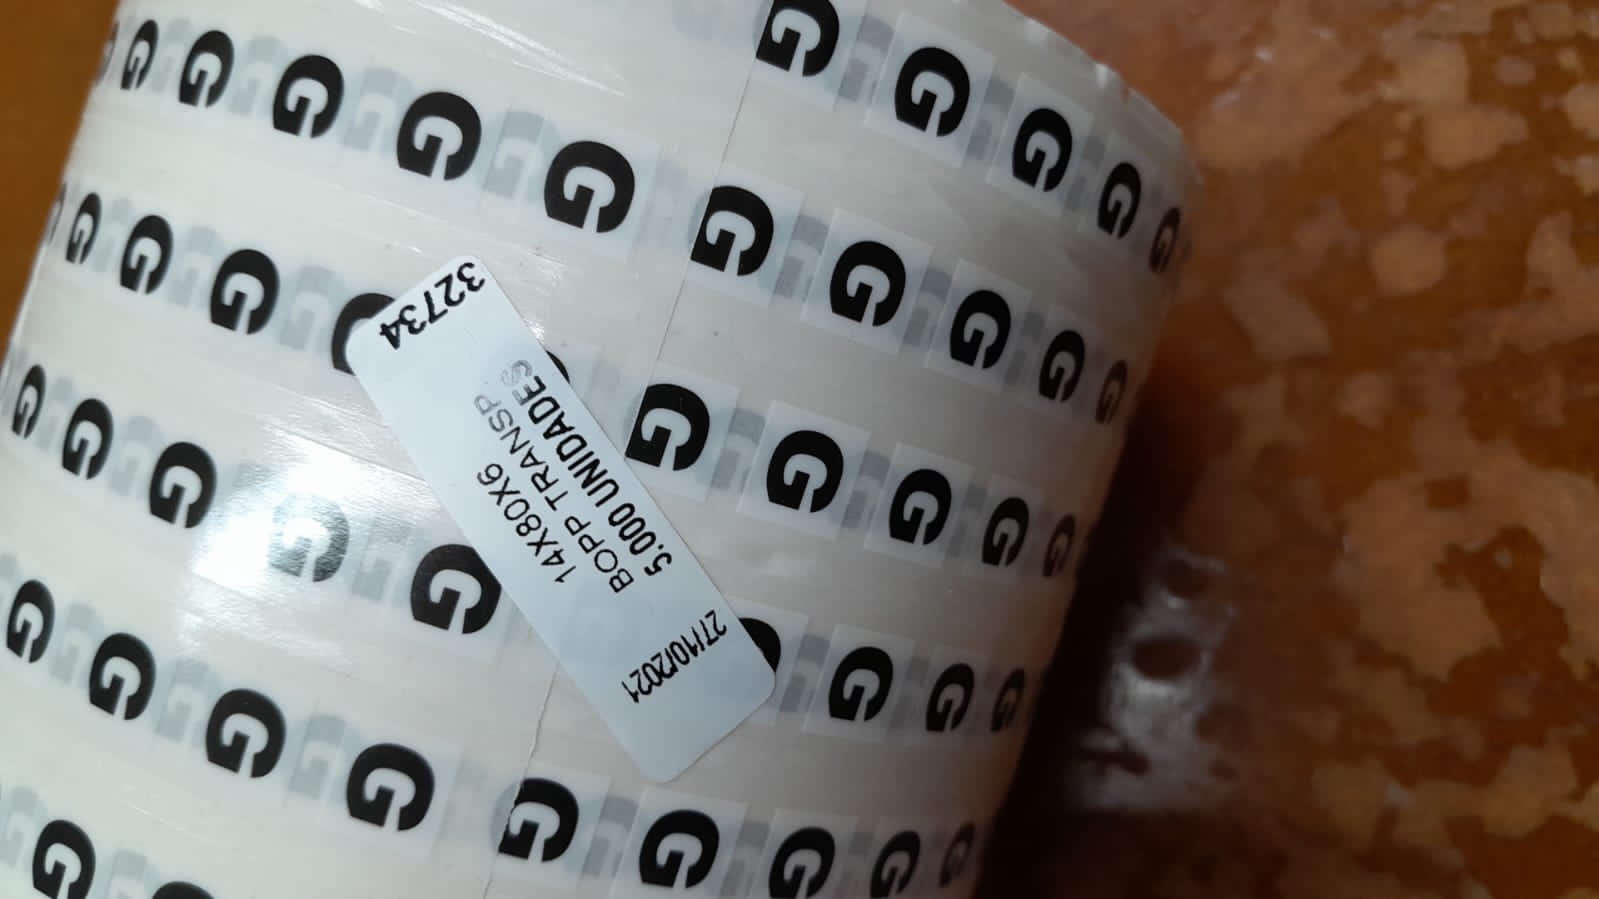 32734
14X80X6
BOPP TRANSP
5.000 UNIDADES
27/10/2021
G G G G G G G G G G
G G G G G G G G
G G G G G G G G G
G G G G G G G
G G G G G G G G G
G G